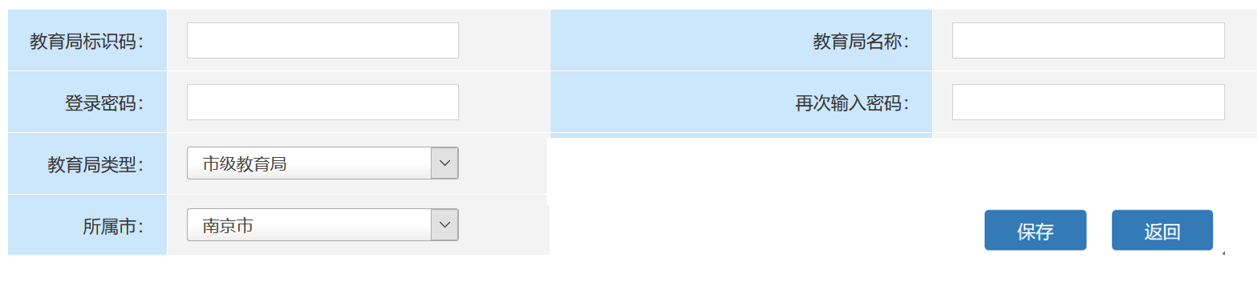 教育局标识码： 教育局名称：
登录密码： 再次输入密码：
教育局类型： 市级教育局
所属市： 南京市
保存 返回